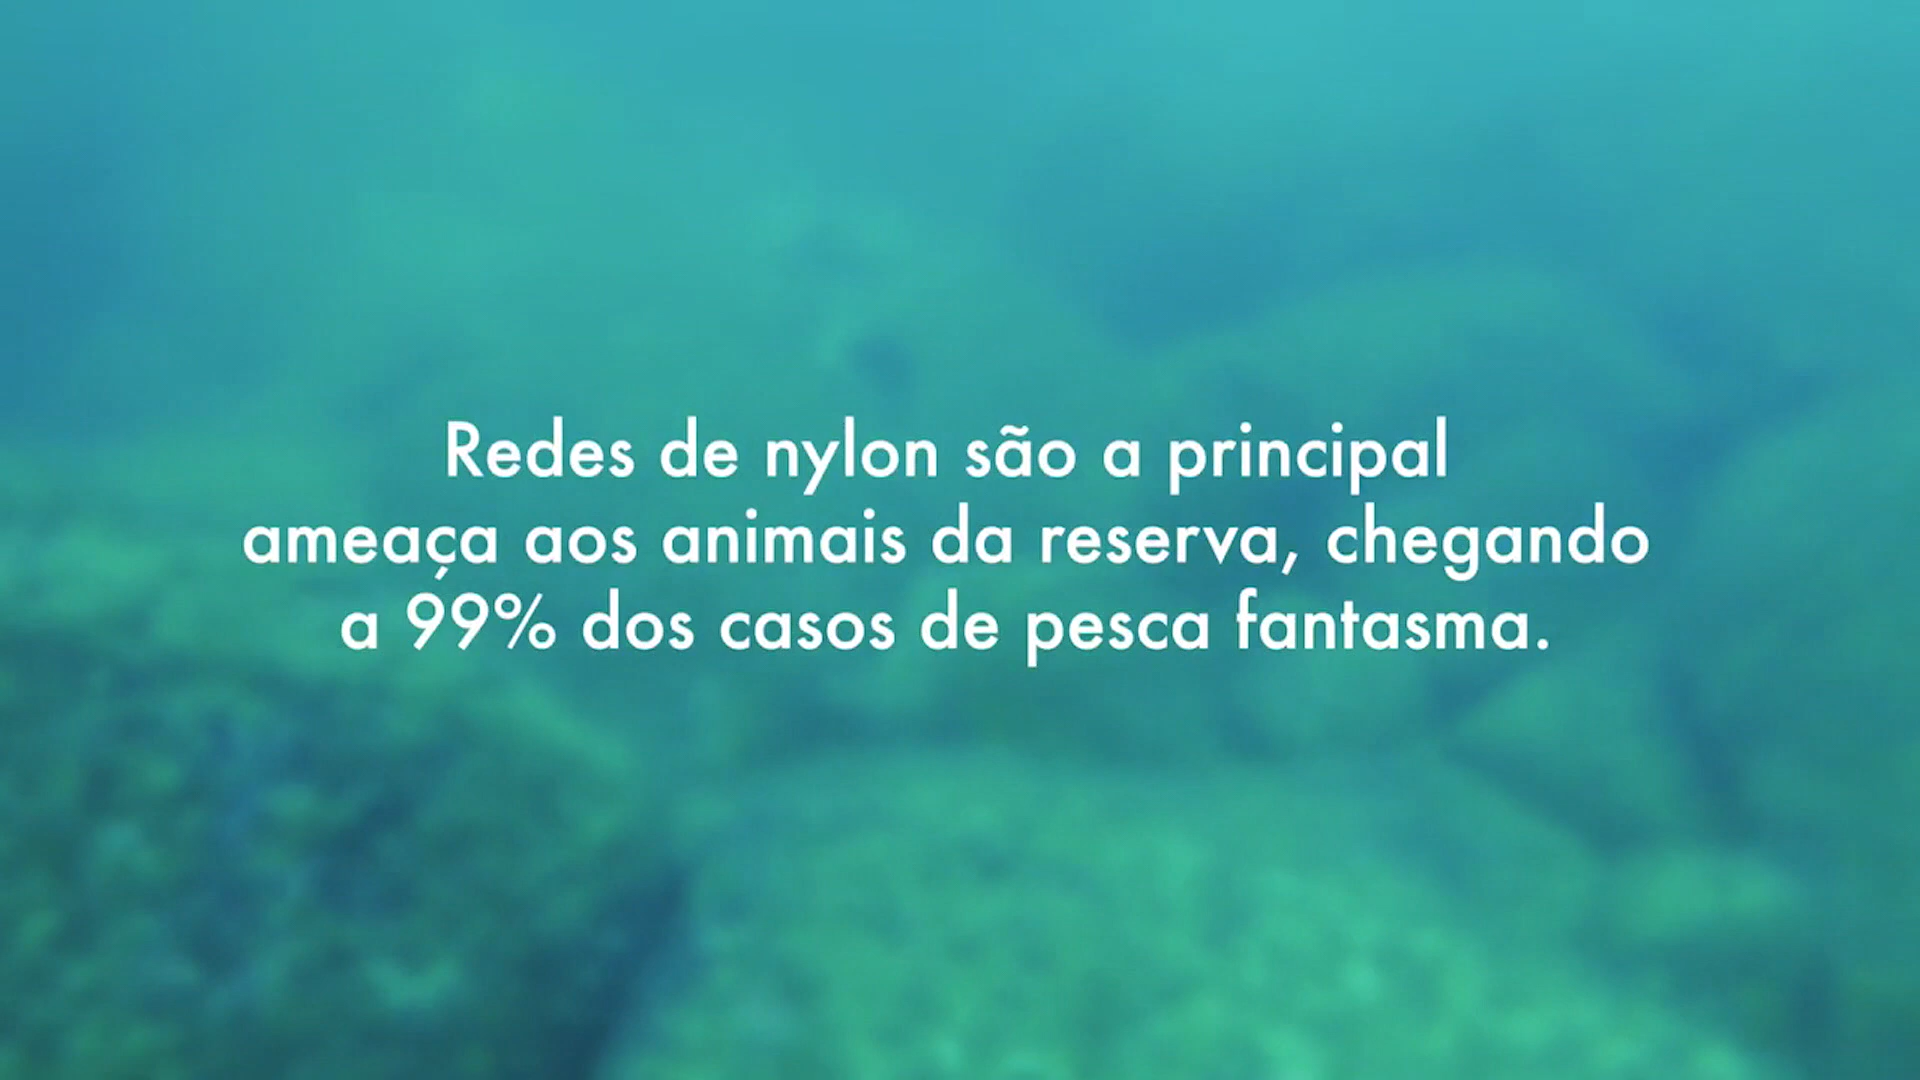 Redes de nylon são a principal
ameaça aos animais da reserva, chegando
a 99% dos casos de pesca fantasma.